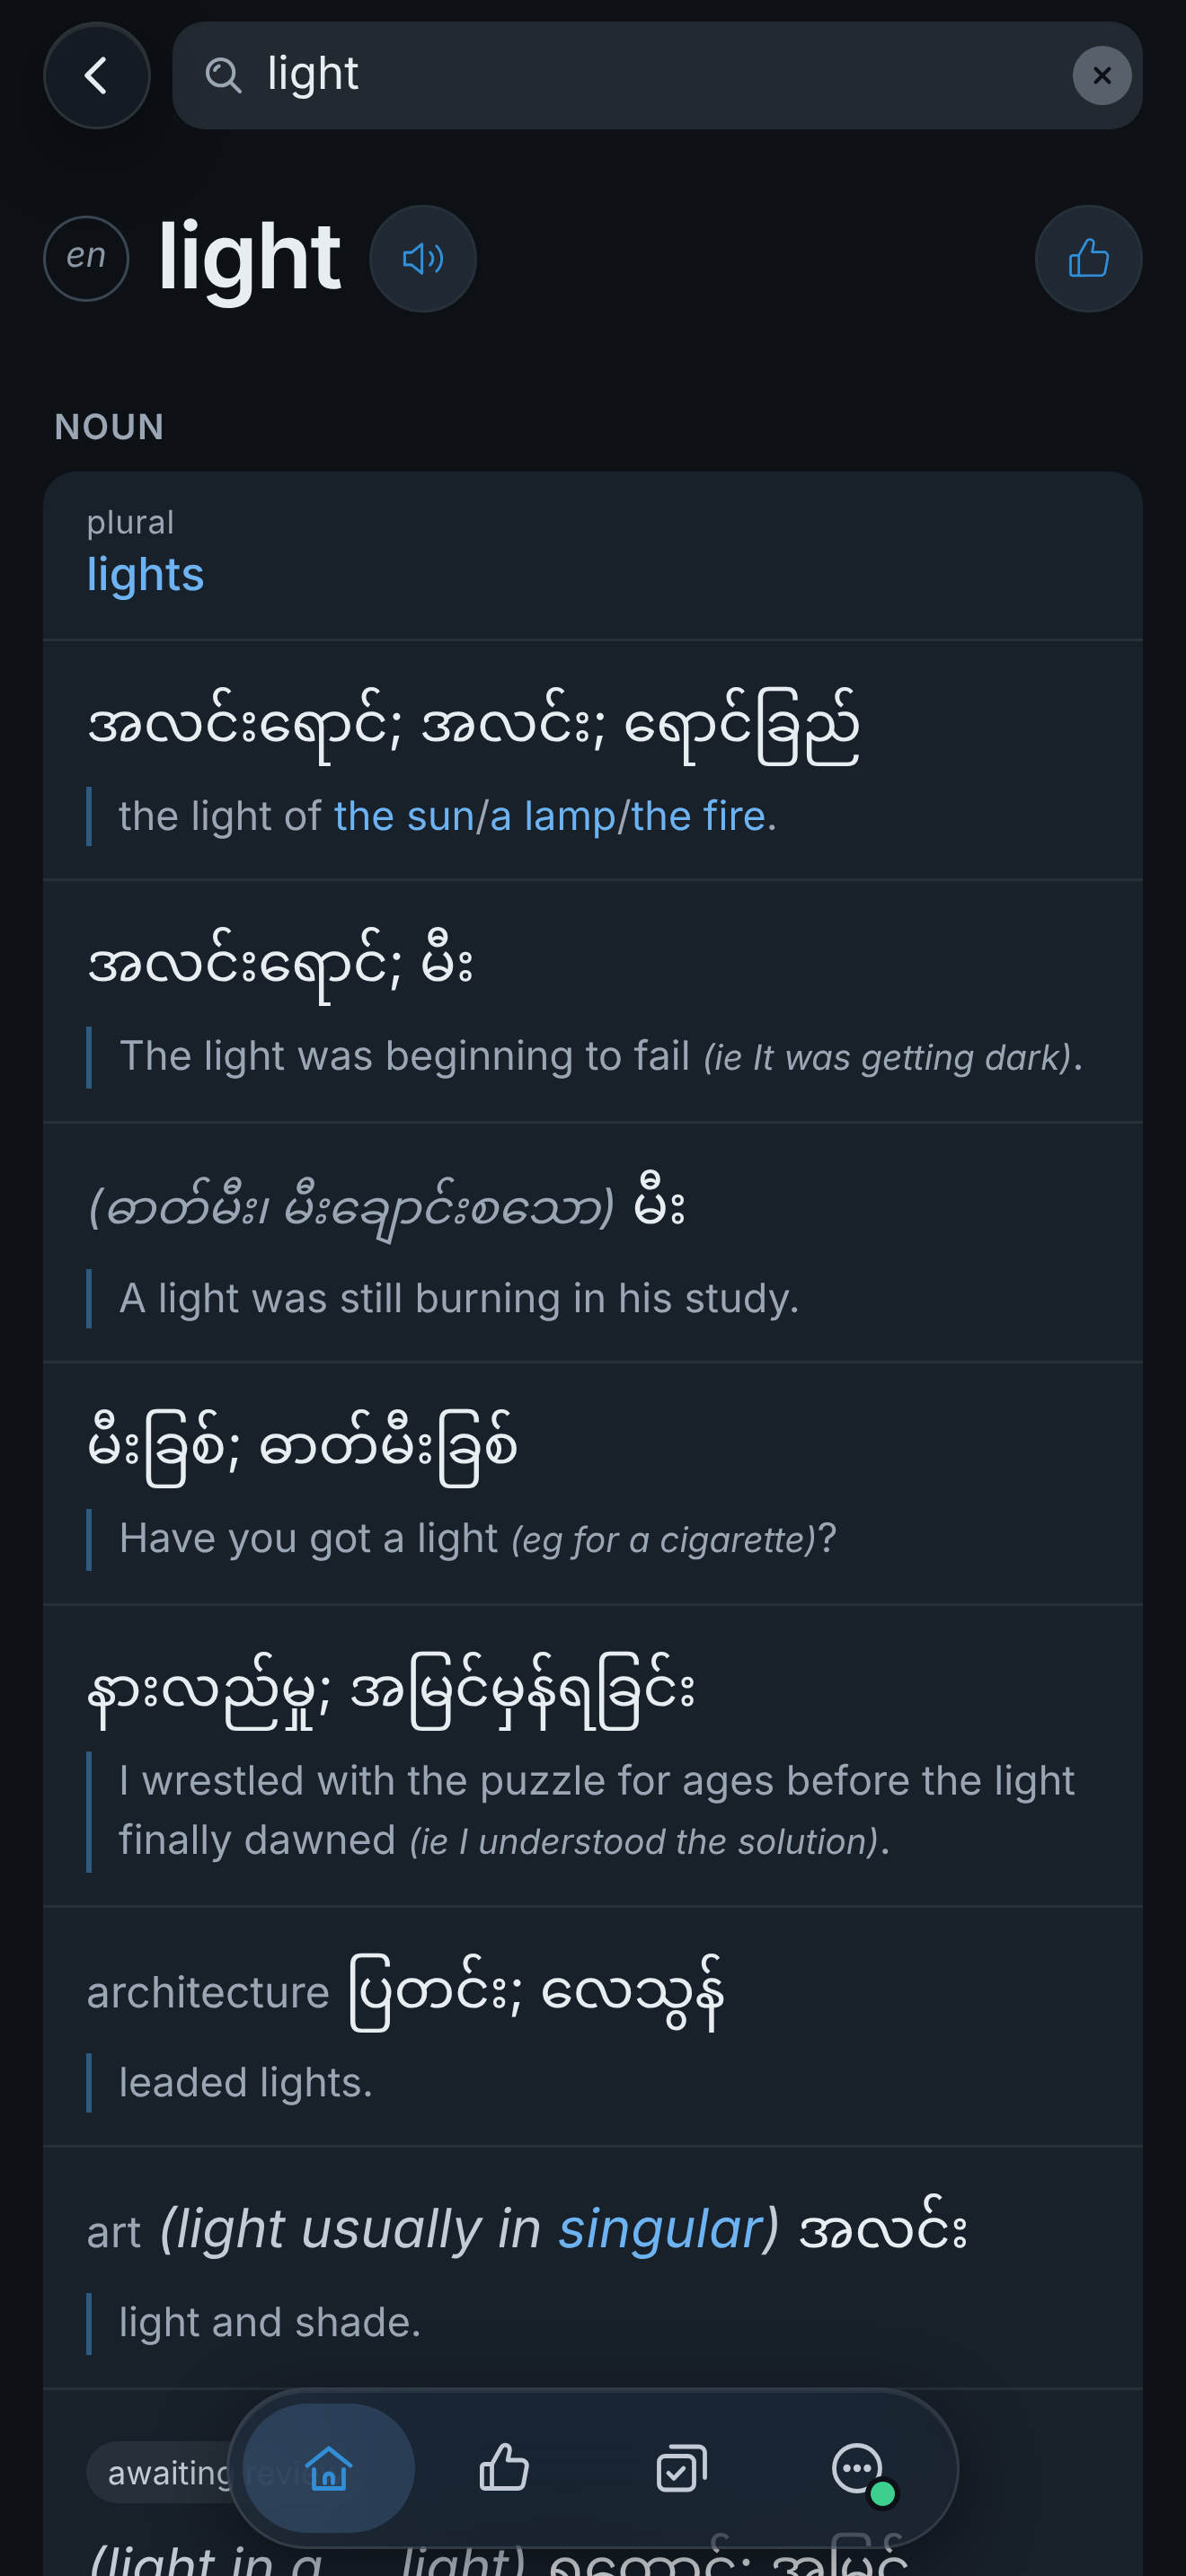 light
en light
NOUN
plural
lights
အလင်းရောင်; အလင်း; ရောင်ခြည်
the light of the sun/a lamp/the fire.
အလင်းရောင်; မီး
The light was beginning to fail (ie It was getting dark).
(ဓာတ်မီး၊ မီးချောင်းစသော) မီး
A light was still burning in his study.
မီးခြစ်; ဓာတ်မီးခြစ်
Have you got a light (eg for a cigarette)?
နားလည်မှု; အမြင်မှန်ရခြင်း
I wrestled with the puzzle for ages before the light
finally dawned (ie I understood the solution).
architecture ပြတင်း; လေသွန်
leaded lights.
art (light usually in singular) အလင်း
light and shade.
awaiting review
(light in a light)